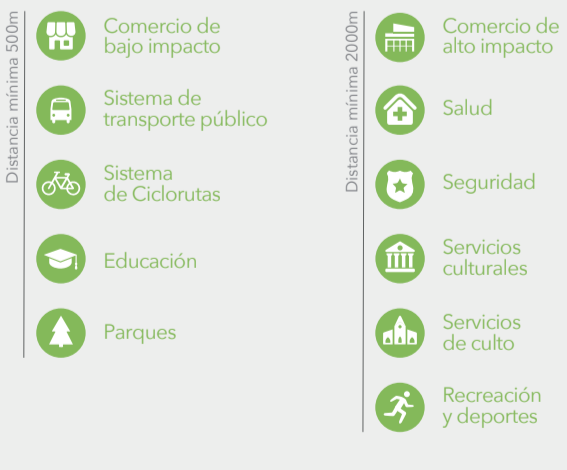 Distancia mínima 500m
Comercio de
bajo impacto
Sistema de
transporte público
Sistema
de Ciclorutas
Educación
Parques
Distancia mínima 2000m
Comercio de
alto impacto
Salud
Seguridad
Servicios
culturales
Servicios
de culto
Recreación
y deportes